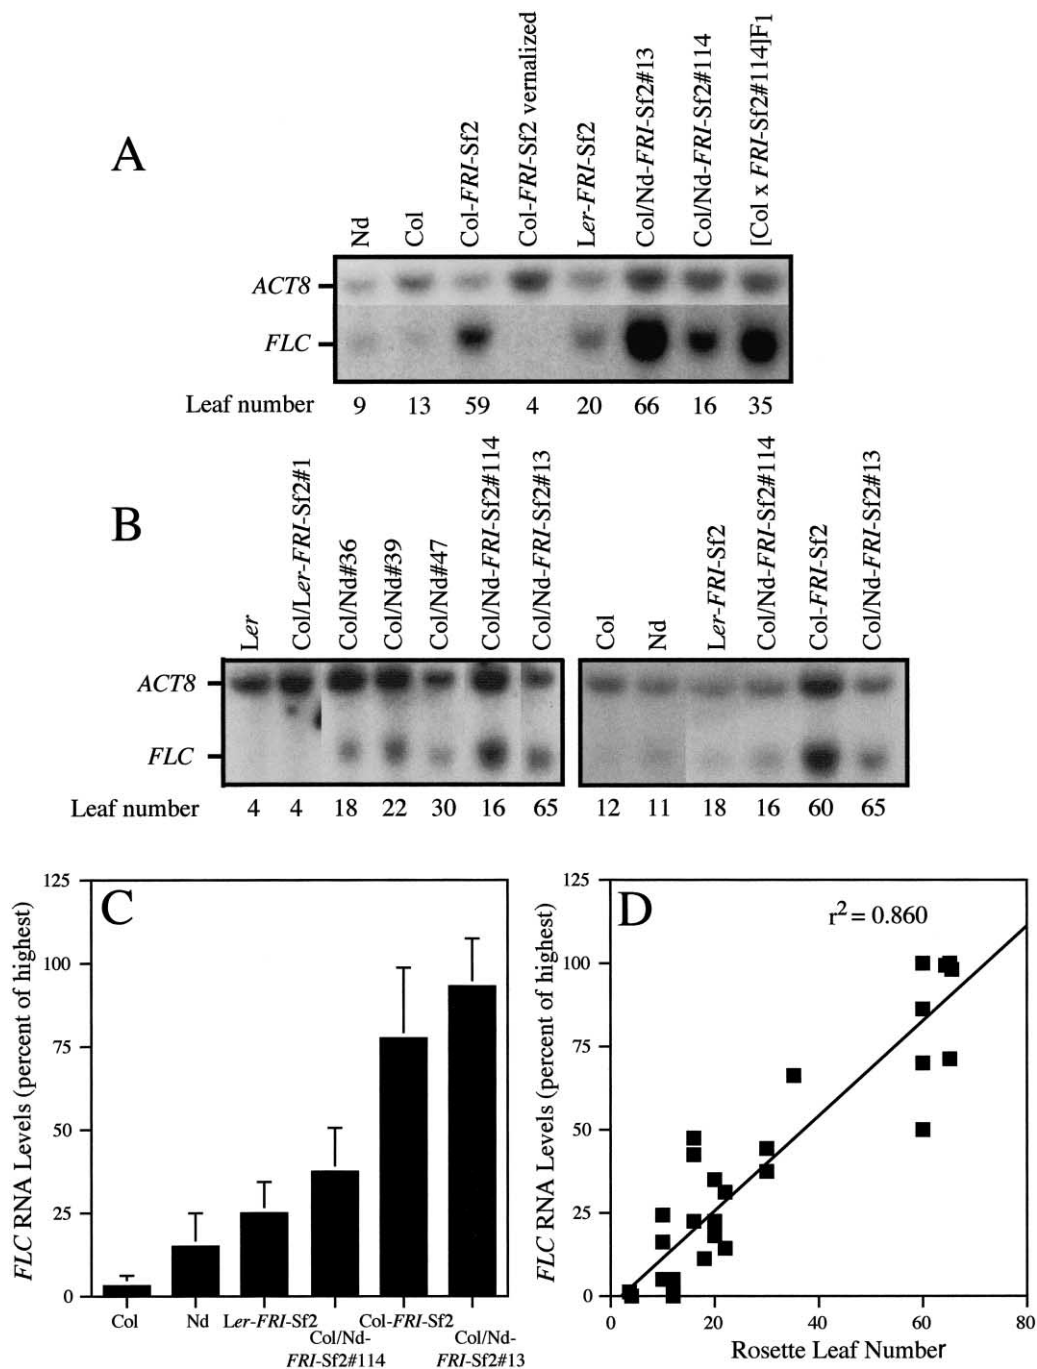 A
Nd
Col
Col-FRI-Sf2
Col-FRI-Sf2 vernalized
Ler-FRI-Sf2
Col/Nd-FRI-Sf2#13
Col/Nd-FRI-Sf2#114
[Col x FRI-Sf2#114]F1
ACT8
FLC
Leaf number 9 13 59 4 20 66 16 35
B
Ler
Col/Ler-FRI-Sf2#1
Col/Nd#36
Col/Nd#39
Col/Nd#47
Col/Nd-FRI-Sf2#114
Col/Nd-FRI-Sf2#13
Col
Nd
Ler-FRI-Sf2
Col/Nd-FRI-Sf2#114
Col-FRI-Sf2
Col/Nd-FRI-Sf2#13
ACT8
FLC
Leaf number 4 4 18 22 30 16 65 12 11 18 16 60 65
C
FLC RNA Levels (percent of highest)
125
100
75
50
25
0
Col
Nd
Ler-FRI-Sf2
Col/Nd-
FRI-Sf2#114
Col-FRI-Sf2
Col/Nd-
FRI-Sf2#13
D
r2 = 0.860
FLC RNA Levels (percent of highest)
125
100
75
50
25
0
0 20 40 60 80
Rosette Leaf Number